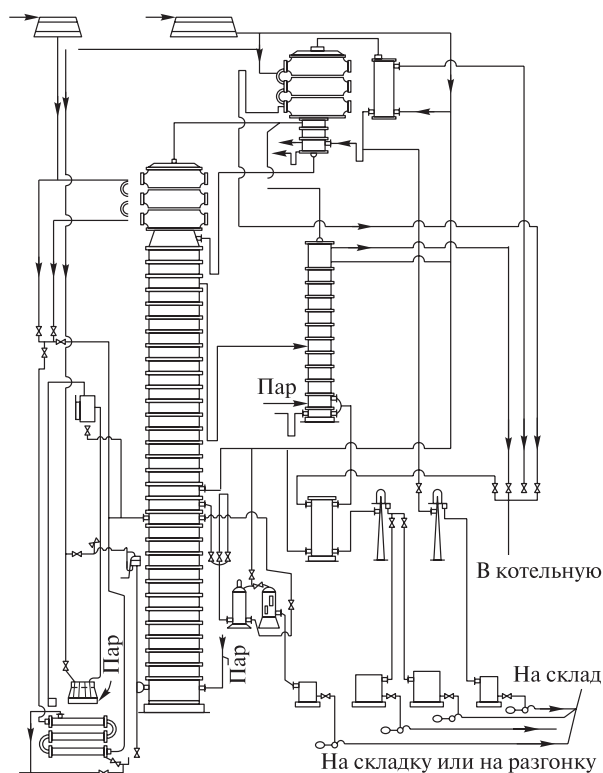 Пар
В котельную
Пар
Пар
На склад
На складку или на разгонку